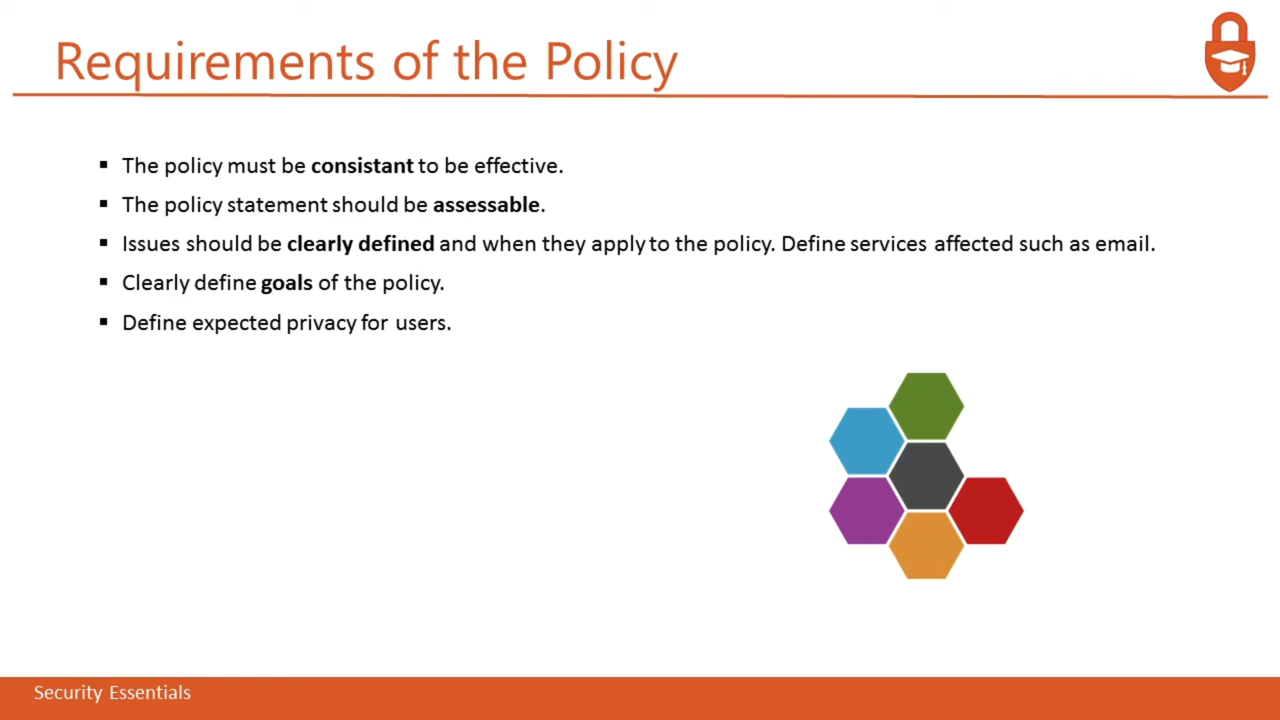 Requirements of the Policy
▪ The policy must be consistant to be effective.
▪ The policy statement should be assessable.
▪ Issues should be clearly defined and when they apply to the policy. Define services affected such as email.
▪ Clearly define goals of the policy.
▪ Define expected privacy for users.
Security Essentials